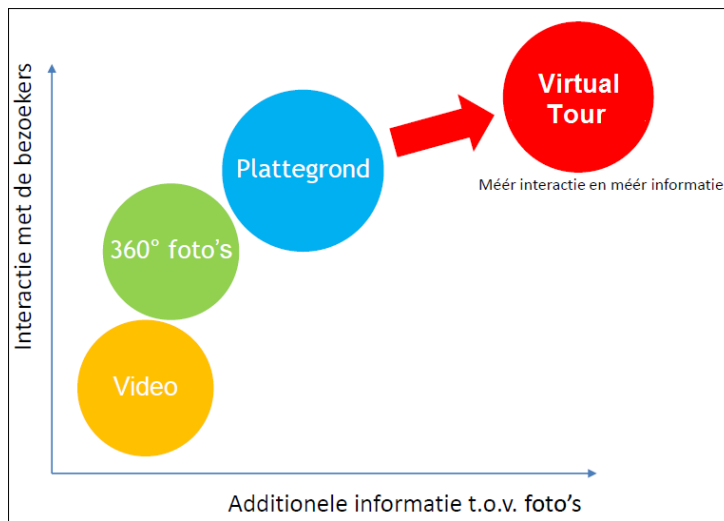 Virtual
Tour
Méér interactie en méér informatie
Plattegrond
360° foto's
Video
Interactie met de bezoekers
Additionele informatie t.o.v. foto's